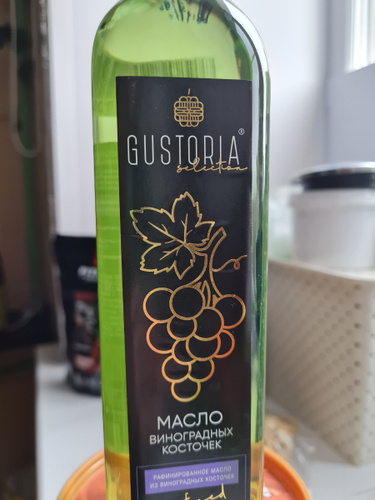 GUSTORIA®
selection
МАСЛО
ВИНОГРАДНЫХ
КОСТОЧЕК
РАФИНИРОВАННОЕ МАСЛО
ИЗ ВИНОГРАДНЫХ КОСТОЧЕК